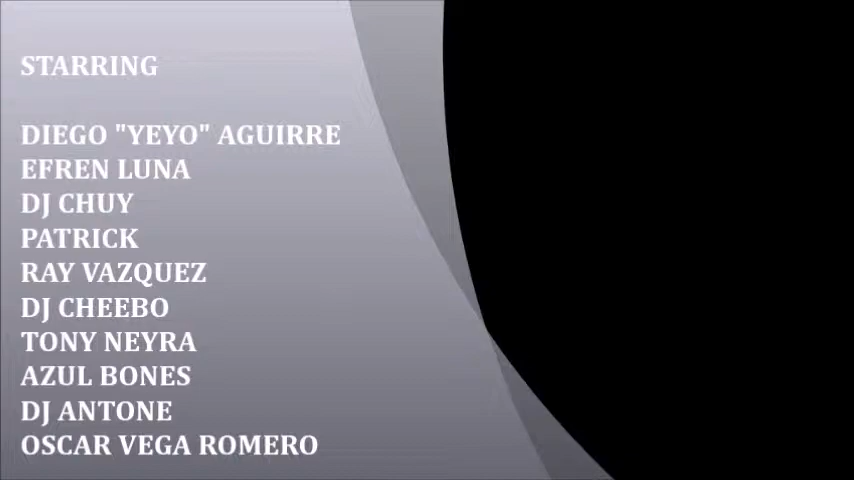 STARRING
DIEGO "YEYO" AGUIRRE
EFREN LUNA
DJ CHUY
PATRICK
RAY VAZQUEZ
DJ CHEEBO
TONY NEYRA
AZUL BONES
DJ ANTONE
OSCAR VEGA ROMERO